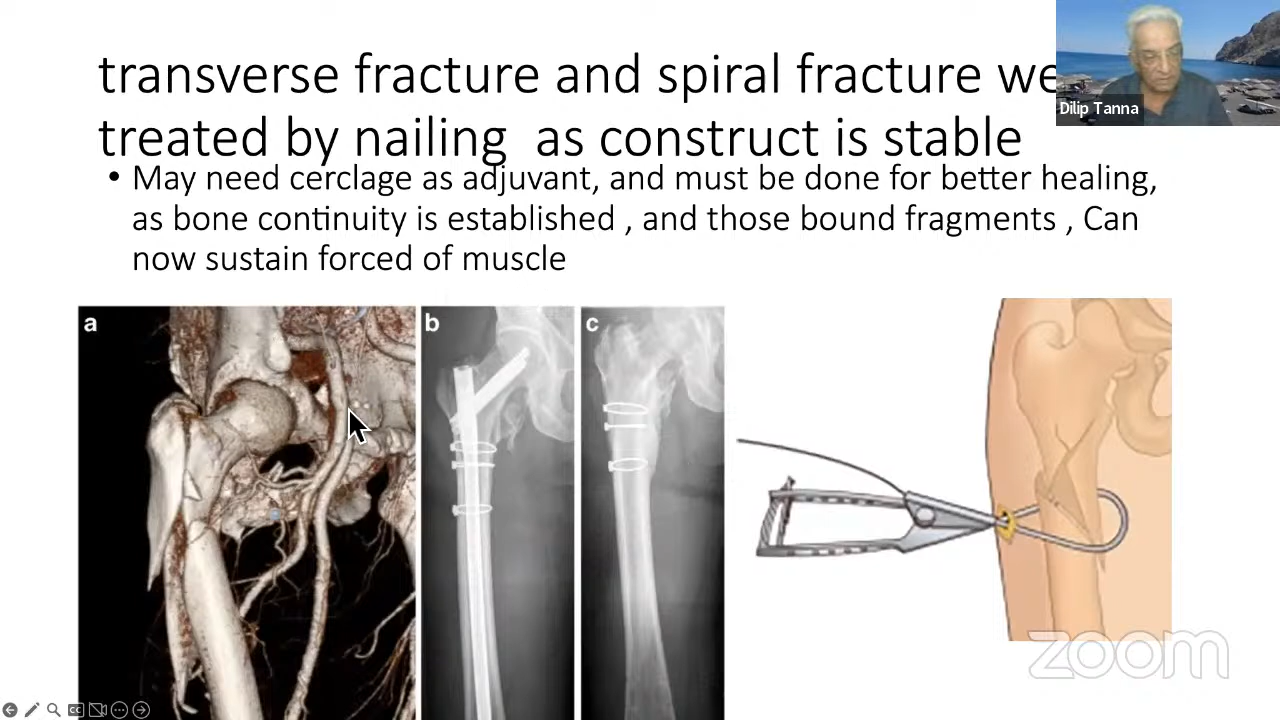 transverse fracture and spiral fracture
treated by nailing as construct is stable
• May need cerclage as adjuvant, and must be done for better healing,
as bone continuity is established , and those bound fragments , Can
now sustain forced of muscle
Dilip Tanna
a
b
c
zoom